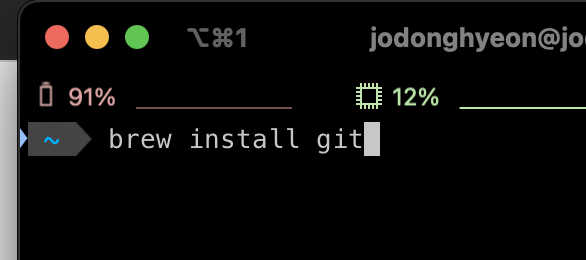 ⌥⌘1 jodonghyeon@jo
91% 12%
~ brew install git